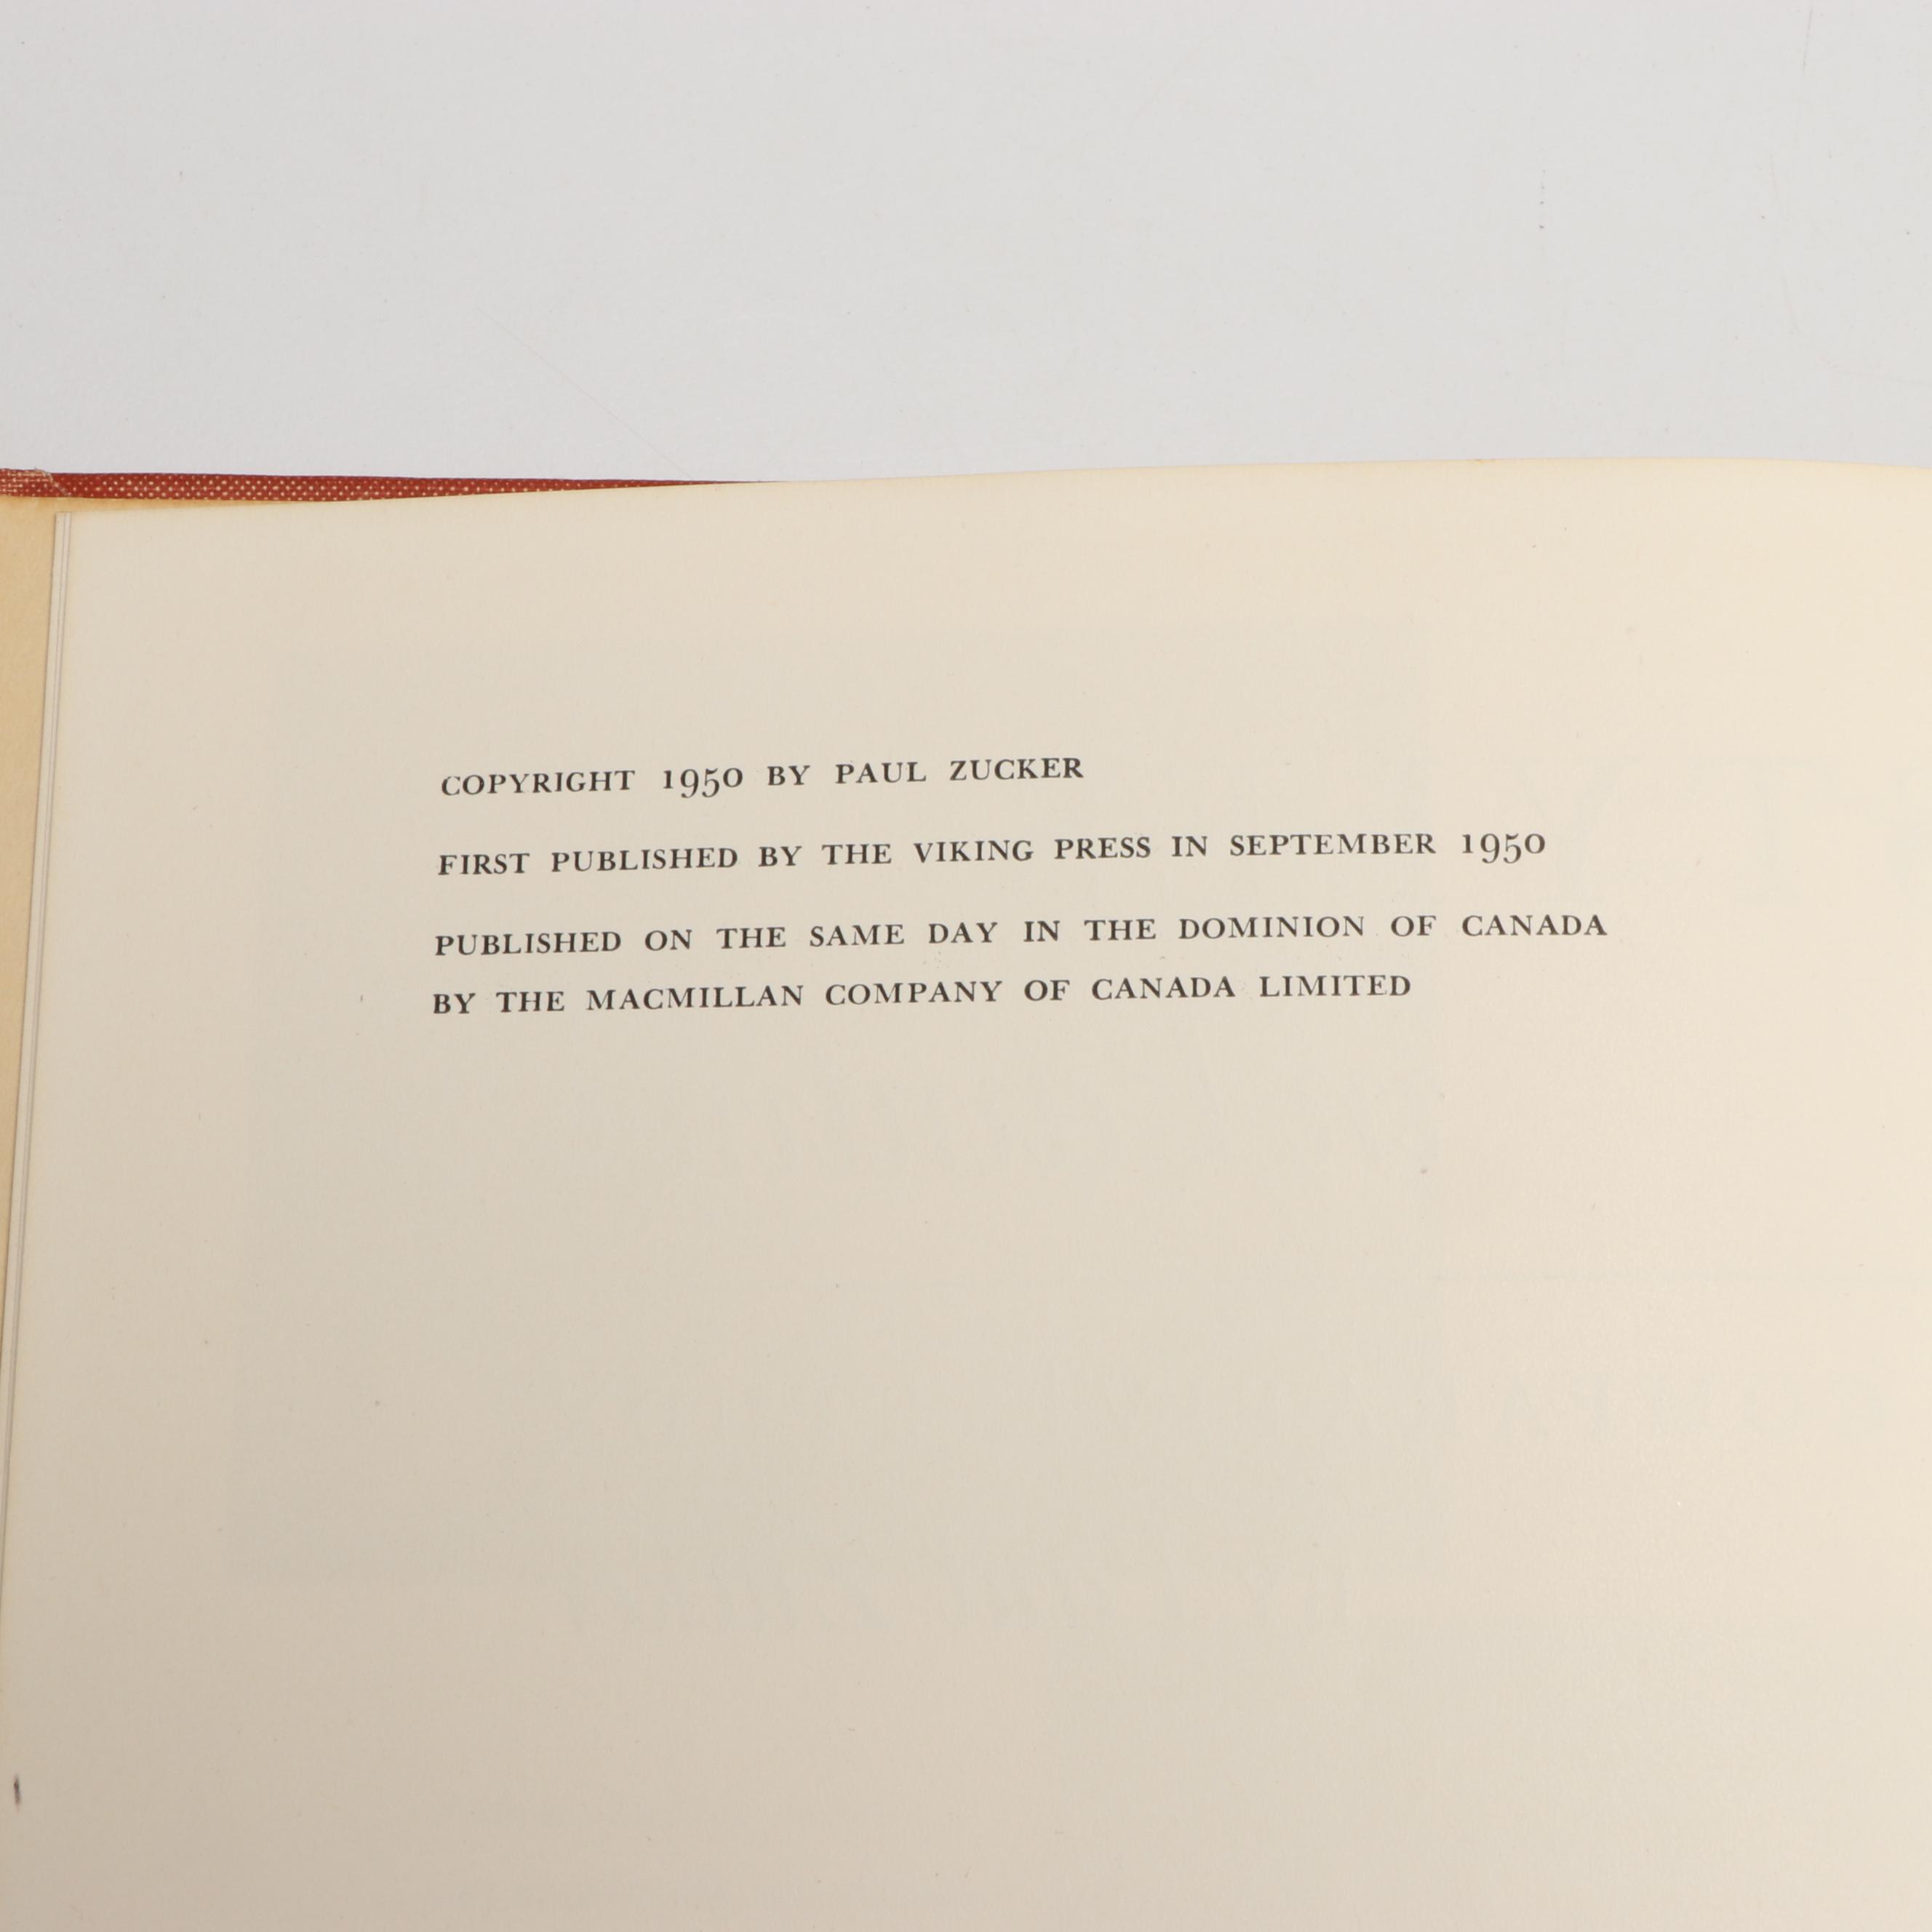 COPYRIGHT 1950 BY PAUL ZUCKER
FIRST PUBLISHED BY THE VIKING PRESS IN SEPTEMBER 1950
PUBLISHED ON THE SAME DAY IN THE DOMINION OF CANADA
BY THE MACMILLAN COMPANY OF CANADA LIMITED